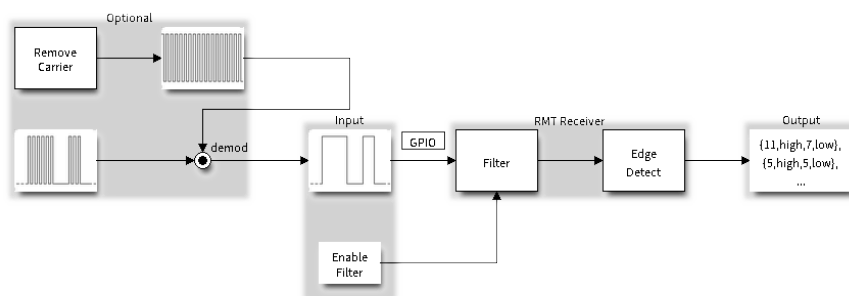 Optional
Remove
Carrier
demod
Input
GPIO
RMT Receiver
Output
Filter
Edge
Detect
{11,high,7,low},
{5,high,5,low},
...
Enable
Filter